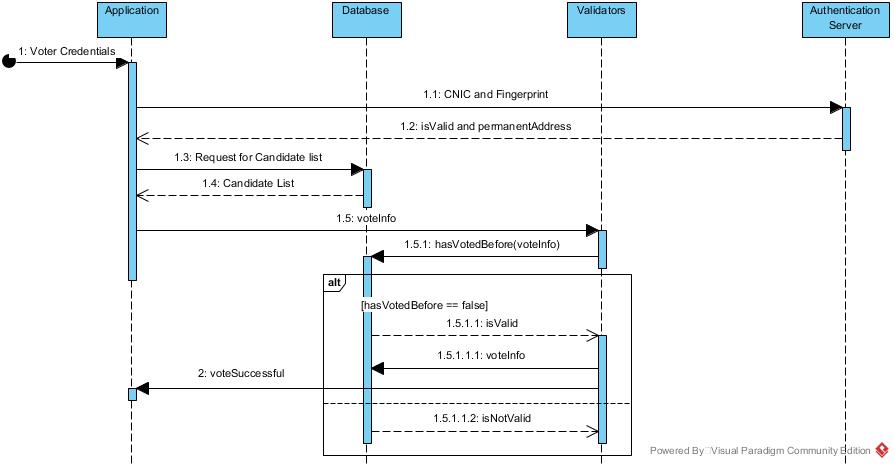 Application
Database
Validators
Authentication
Server
1: Voter Credentials
1.1: CNIC and Fingerprint
1.2: isValid and permanentAddress
1.3: Request for Candidate list
1.4: Candidate List
1.5: voteInfo
1.5.1: hasVotedBefore(voteInfo)
alt
[hasVotedBefore == false]
1.5.1.1: isValid
1.5.1.1.1: voteInfo
2: voteSuccessful
1.5.1.1.2: isNotValid
Powered By Visual Paradigm Community Edition